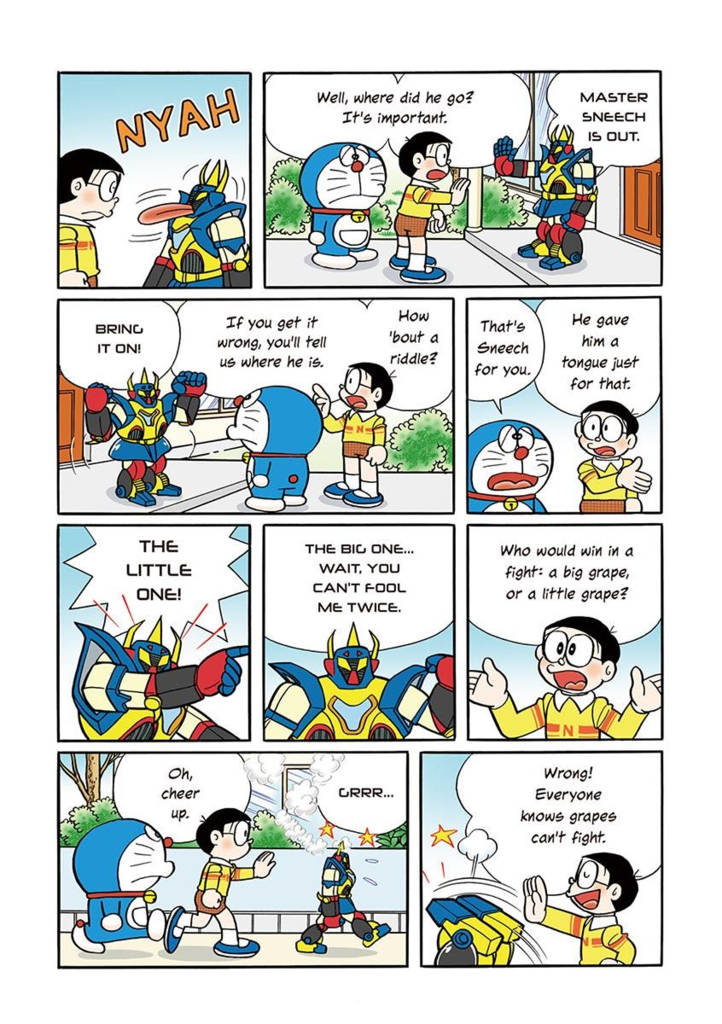 MASTER
SNEECH
IS OUT.
Well, where did he go?
It's important.
NYAH
He gave
him a
tongue just
for that.
That's
Sneech
for you.
How
'bout a
riddle?
If you get it
wrong, you'll tell
us where he is.
BRING
IT ON!
Who would win in a
fight: a big grape,
or a little grape?
N
THE BIG ONE...
WAIT, YOU
CAN'T FOOL
ME TWICE.
THE
LITTLE
ONE!
Wrong!
Everyone
knows grapes
can't fight.
GRRR...
Oh,
cheer
up.